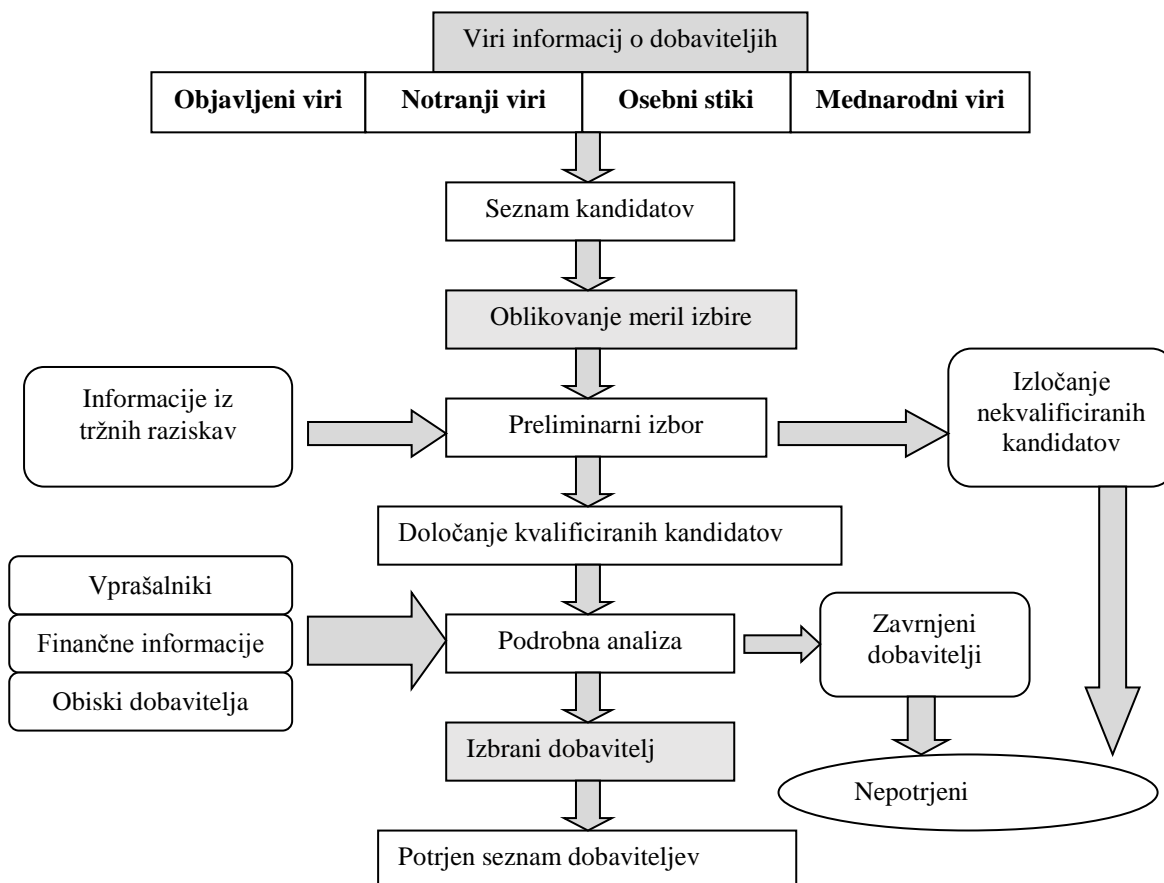 Viri informacij o dobaviteljih
Objavljeni viri
Notranji viri
Osebni stiki
Mednarodni viri
Seznam kandidatov
Oblikovanje meril izbire
Informacije iz
tržnih raziskav
Preliminarni izbor
Izločanje
nekvalificiranih
kandidatov
Določanje kvalificiranih kandidatov
Vprašalniki
Finančne informacije
Obiski dobavitelja
Podrobna analiza
Zavrnjeni
dobavitelji
Izbrani dobavitelj
Nepotrjeni
Potrjen seznam dobaviteljev